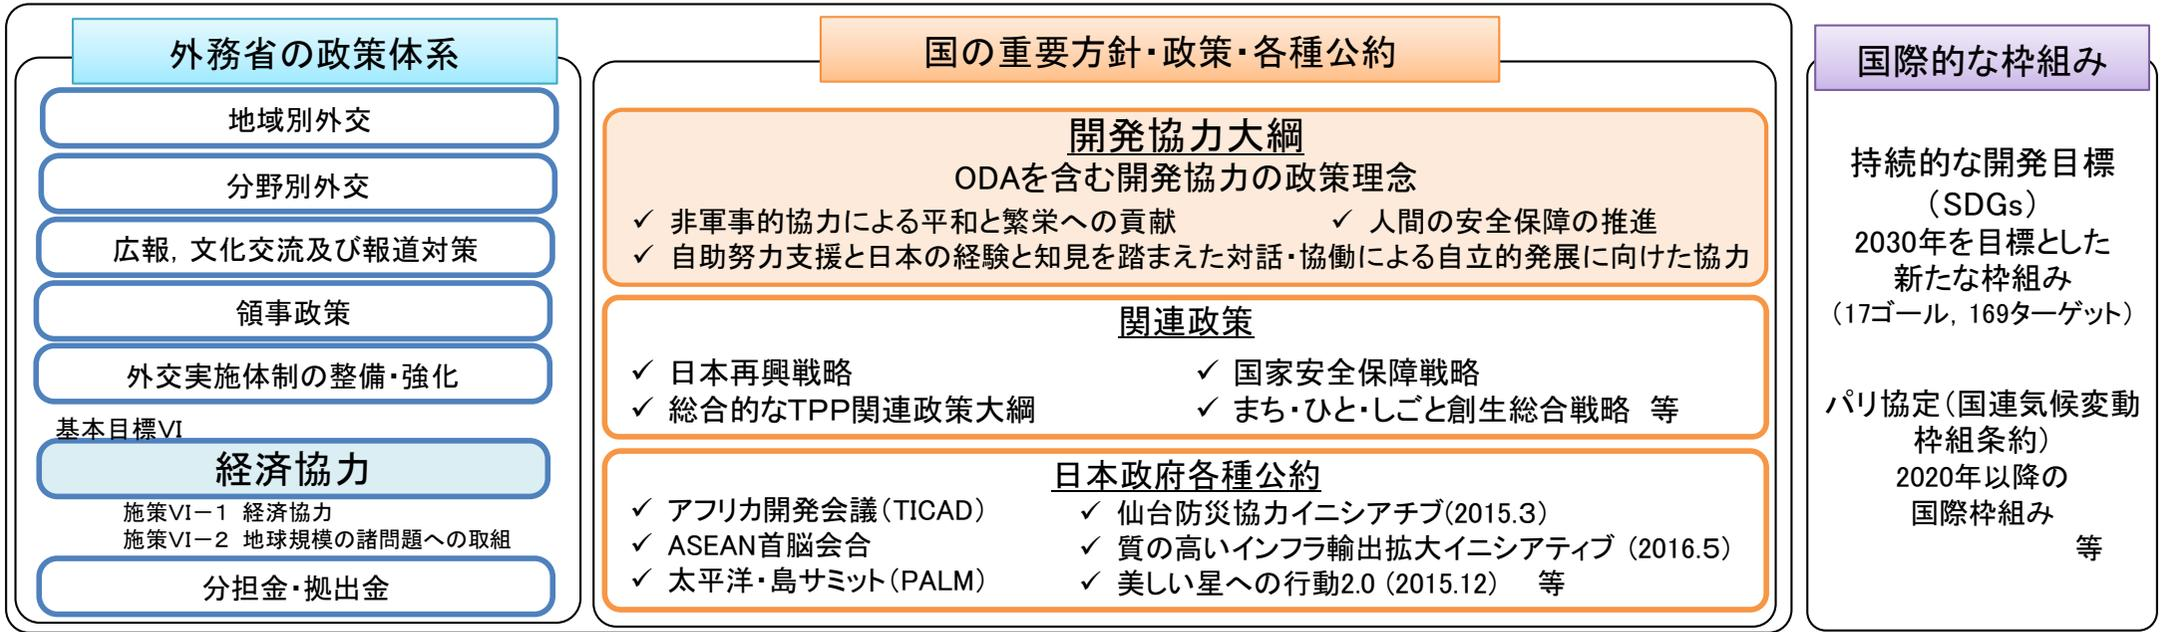 外務省の政策体系
地域別外交
分野別外交
広報，文化交流及び報道対策
領事政策
外交実施体制の整備・強化
基本目標Ⅵ
経済協力
施策Ⅵ－１ 経済協力
施策Ⅵ－２ 地球規模の諸問題への取組
分担金・拠出金
国の重要方針・政策・各種公約
開発協力大綱
ODAを含む開発協力の政策理念
✓ 非軍事的協力による平和と繁栄への貢献 ✓ 人間の安全保障の推進
✓ 自助努力支援と日本の経験と知見を踏まえた対話・協働による自立的発展に向けた協力
関連政策
✓ 日本再興戦略 ✓ 国家安全保障戦略
✓ 総合的なTPP関連政策大綱 ✓ まち・ひと・しごと創生総合戦略 等
日本政府各種公約
✓ アフリカ開発会議（TICAD） ✓ 仙台防災協力イニシアチブ(2015.３)
✓ ASEAN首脳会合 ✓ 質の高いインフラ輸出拡大イニシアティブ (2016.５)
✓ 太平洋・島サミット（PALM） ✓ 美しい星への行動2.0 (2015.12) 等
国際的な枠組み
持続的な開発目標
（SDGs）
2030年を目標とした
新たな枠組み
（17ゴール，169ターゲット）
パリ協定（国連気候変動
枠組条約）
2020年以降の
国際枠組み
等